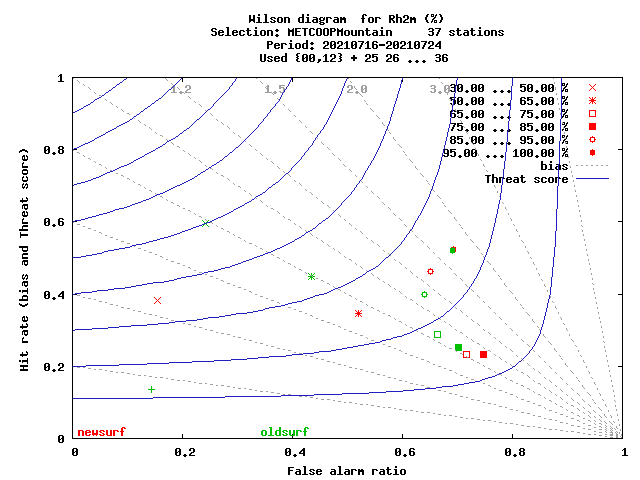 Wilson diagram  for Rh2m (%)
Selection: METCOOPMountain     37 stations
Period: 20210716-20210724
Used {00,12} + 25 26 ... 36
1.2 1.5 2.0 3.0
30.00 ... 50.00 %
50.00 ... 65.00 %
65.00 ... 75.00 %
75.00 ... 85.00 %
85.00 ... 95.00 %
95.00 ... 100.00 %
bias
Threat score
1
0.8
0.6
0.4
0.2
0
Hit rate (bias and Threat score)
newsurf oldsurf
0 0.2 0.4 0.6 0.8 1
False alarm ratio